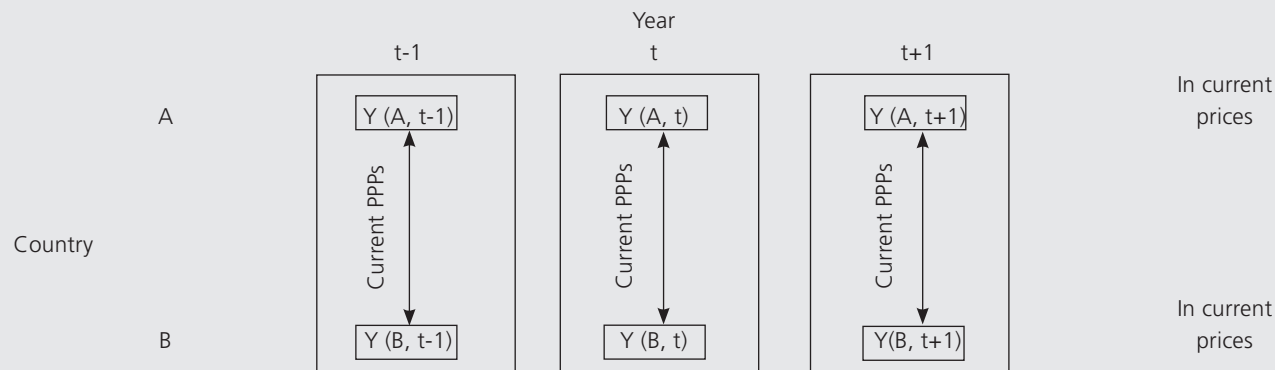 Year
t-1 t t+1
A Y (A, t-1) Y (A, t) Y (A, t+1) In current prices
Current PPPs Current PPPs Current PPPs
Country
B Y (B, t-1) Y (B, t) Y(B, t+1) In current prices